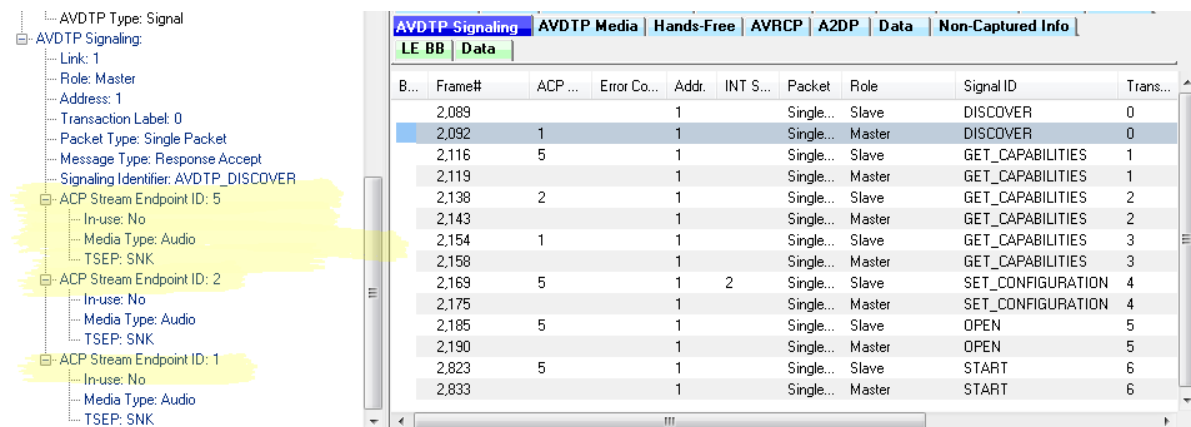 AVDTP Type: Signal
AVDTP Signaling:
Link: 1
Role: Master
Address: 1
Transaction Label: 0
Packet Type: Single Packet
Message Type: Response Accept
Signaling Identifier: AVDTP_DISCOVER
ACP Stream Endpoint ID: 5
In-use: No
Media Type: Audio
TSEP: SNK
ACP Stream Endpoint ID: 2
In-use: No
Media Type: Audio
TSEP: SNK
ACP Stream Endpoint ID: 1
In-use: No
Media Type: Audio
TSEP: SNK
AVDTP Signaling AVDTP Media Hands-Free AVRCP A2DP Data Non-Captured Info
LE BB Data
B... Frame# ACP ... Error Co... Addr. INT S... Packet Role Signal ID Trans...
2,089 1 Single... Slave DISCOVER 0
2,092 1 1 Single... Master DISCOVER 0
2,116 5 1 Single... Slave GET_CAPABILITIES 1
2,119 1 Single... Master GET_CAPABILITIES 1
2,138 2 1 Single... Slave GET_CAPABILITIES 2
2,143 1 Single... Master GET_CAPABILITIES 2
2,154 1 1 Single... Slave GET_CAPABILITIES 3
2,158 1 Single... Master GET_CAPABILITIES 3
2,169 5 1 2 Single... Slave SET_CONFIGURATION 4
2,175 1 Single... Master SET_CONFIGURATION 4
2,185 5 1 Single... Slave OPEN 5
2,190 1 Single... Master OPEN 5
2,823 5 1 Single... Slave START 6
2,833 1 Single... Master START 6